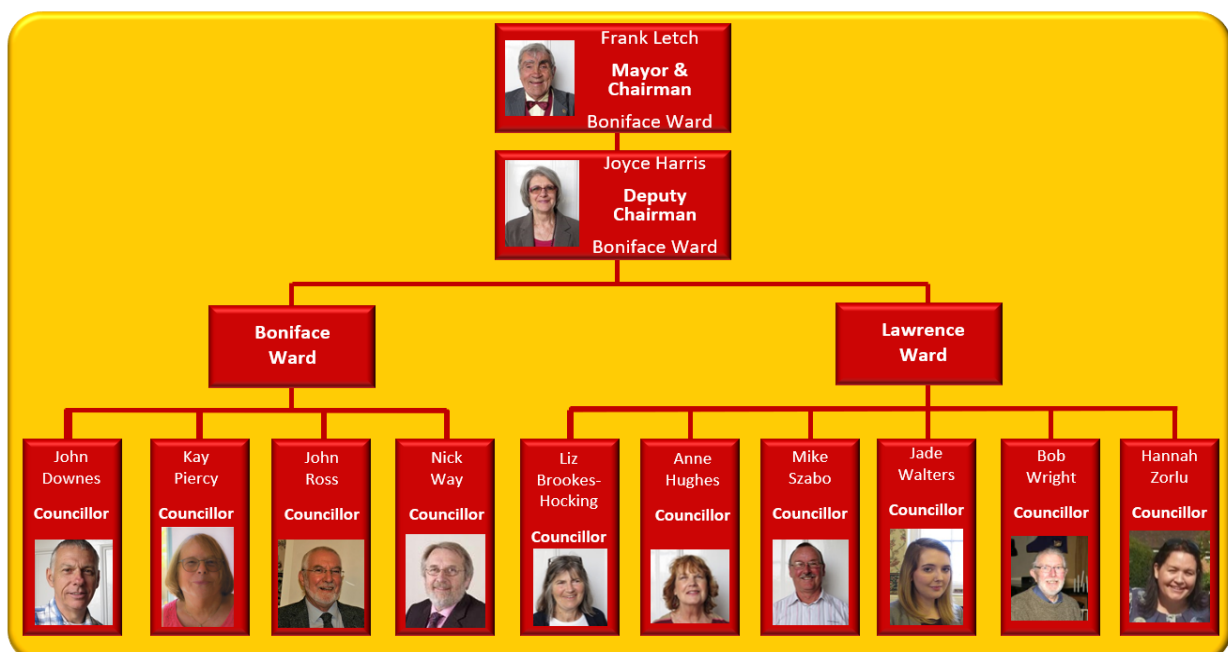 Frank Letch
Mayor &
Chairman
Boniface Ward
Joyce Harris
Deputy
Chairman
Boniface Ward
Boniface
Ward
Lawrence
Ward
John
Downes
Councillor
Kay
Piercy
Councillor
John
Ross
Councillor
Nick
Way
Councillor
Liz
Brookes-
Hocking
Councillor
Anne
Hughes
Councillor
Mike
Szabo
Councillor
Jade
Walters
Councillor
Bob
Wright
Councillor
Hannah
Zorlu
Councillor